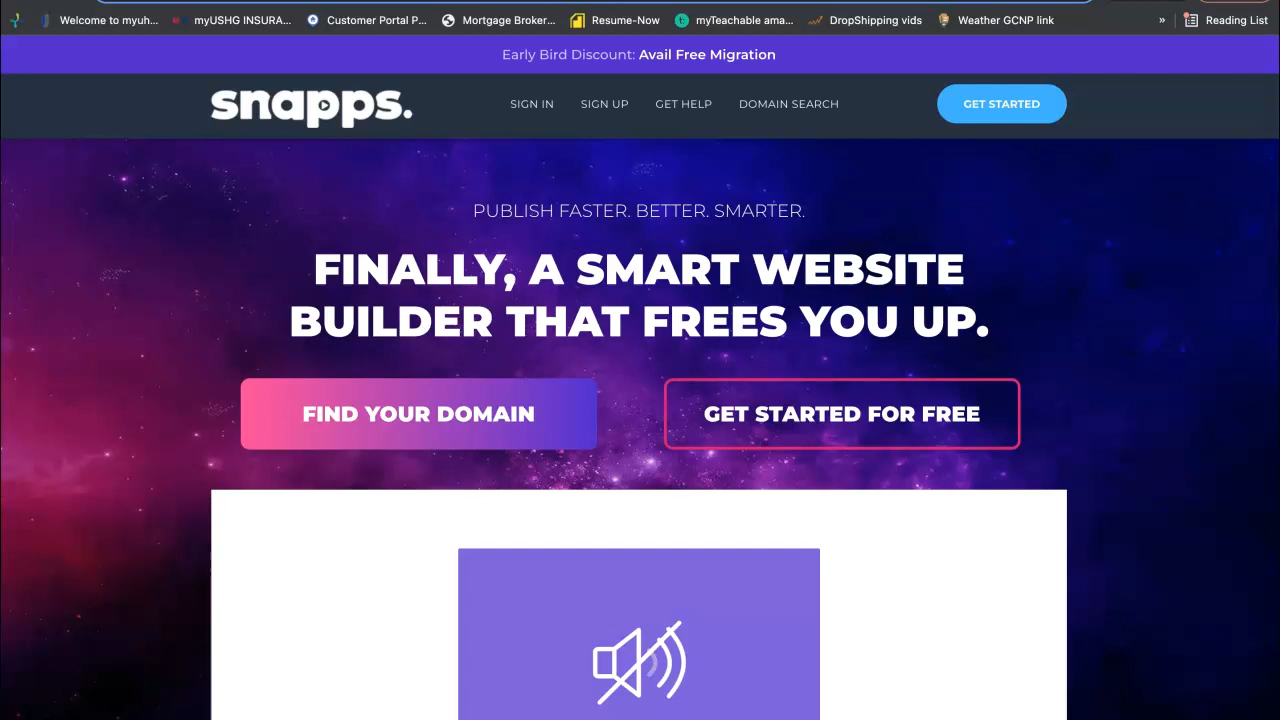 Welcome to myuh...
myUSHG INSURA...
Customer Portal P...
Mortgage Broker...
Resume-Now
myTeachable ama...
DropShipping vids
Weather GCNP link
»
Reading List
Early Bird Discount: Avail Free Migration
snapps.
SIGN IN
SIGN UP
GET HELP
DOMAIN SEARCH
GET STARTED
PUBLISH FASTER. BETTER. SMARTER.
FINALLY, A SMART WEBSITE
BUILDER THAT FREES YOU UP.
FIND YOUR DOMAIN
GET STARTED FOR FREE